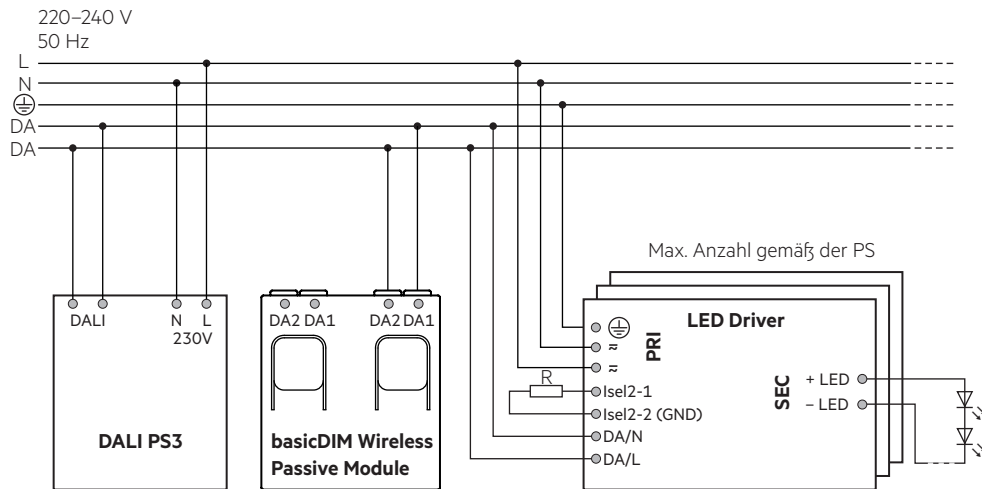 220–240 V
50 Hz
L
N
DA
DA
Max. Anzahl gemäß der PS
DALI
N L
230V
DALI PS3
DA2 DA1
DA2 DA1
basicDIM Wireless
Passive Module
LED Driver
PRI
R
Isel2-1
Isel2-2 (GND)
DA/N
DA/L
SEC
+ LED
– LED